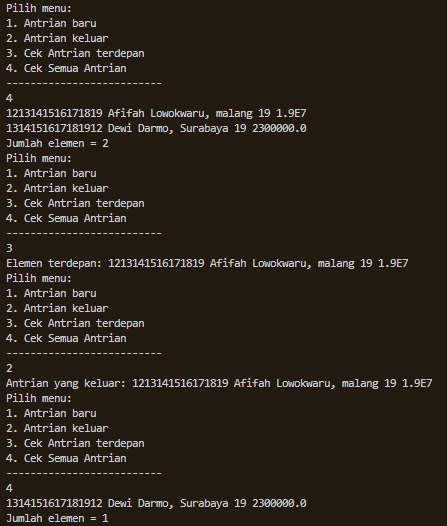 Pilih menu:
1. Antrian baru
2. Antrian keluar
3. Cek Antrian terdepan
4. Cek Semua Antrian
--------------------------
4
1213141516171819 Afifah Lowokwaru, malang 19 1.9E7
1314151617181912 Dewi Darmo, Surabaya 19 2300000.0
Jumlah elemen = 2
Pilih menu:
1. Antrian baru
2. Antrian keluar
3. Cek Antrian terdepan
4. Cek Semua Antrian
--------------------------
3
Elemen terdepan: 1213141516171819 Afifah Lowokwaru, malang 19 1.9E7
Pilih menu:
1. Antrian baru
2. Antrian keluar
3. Cek Antrian terdepan
4. Cek Semua Antrian
--------------------------
2
Antrian yang keluar: 1213141516171819 Afifah Lowokwaru, malang 19 1.9E7
Pilih menu:
1. Antrian baru
2. Antrian keluar
3. Cek Antrian terdepan
4. Cek Semua Antrian
--------------------------
4
1314151617181912 Dewi Darmo, Surabaya 19 2300000.0
Jumlah elemen = 1